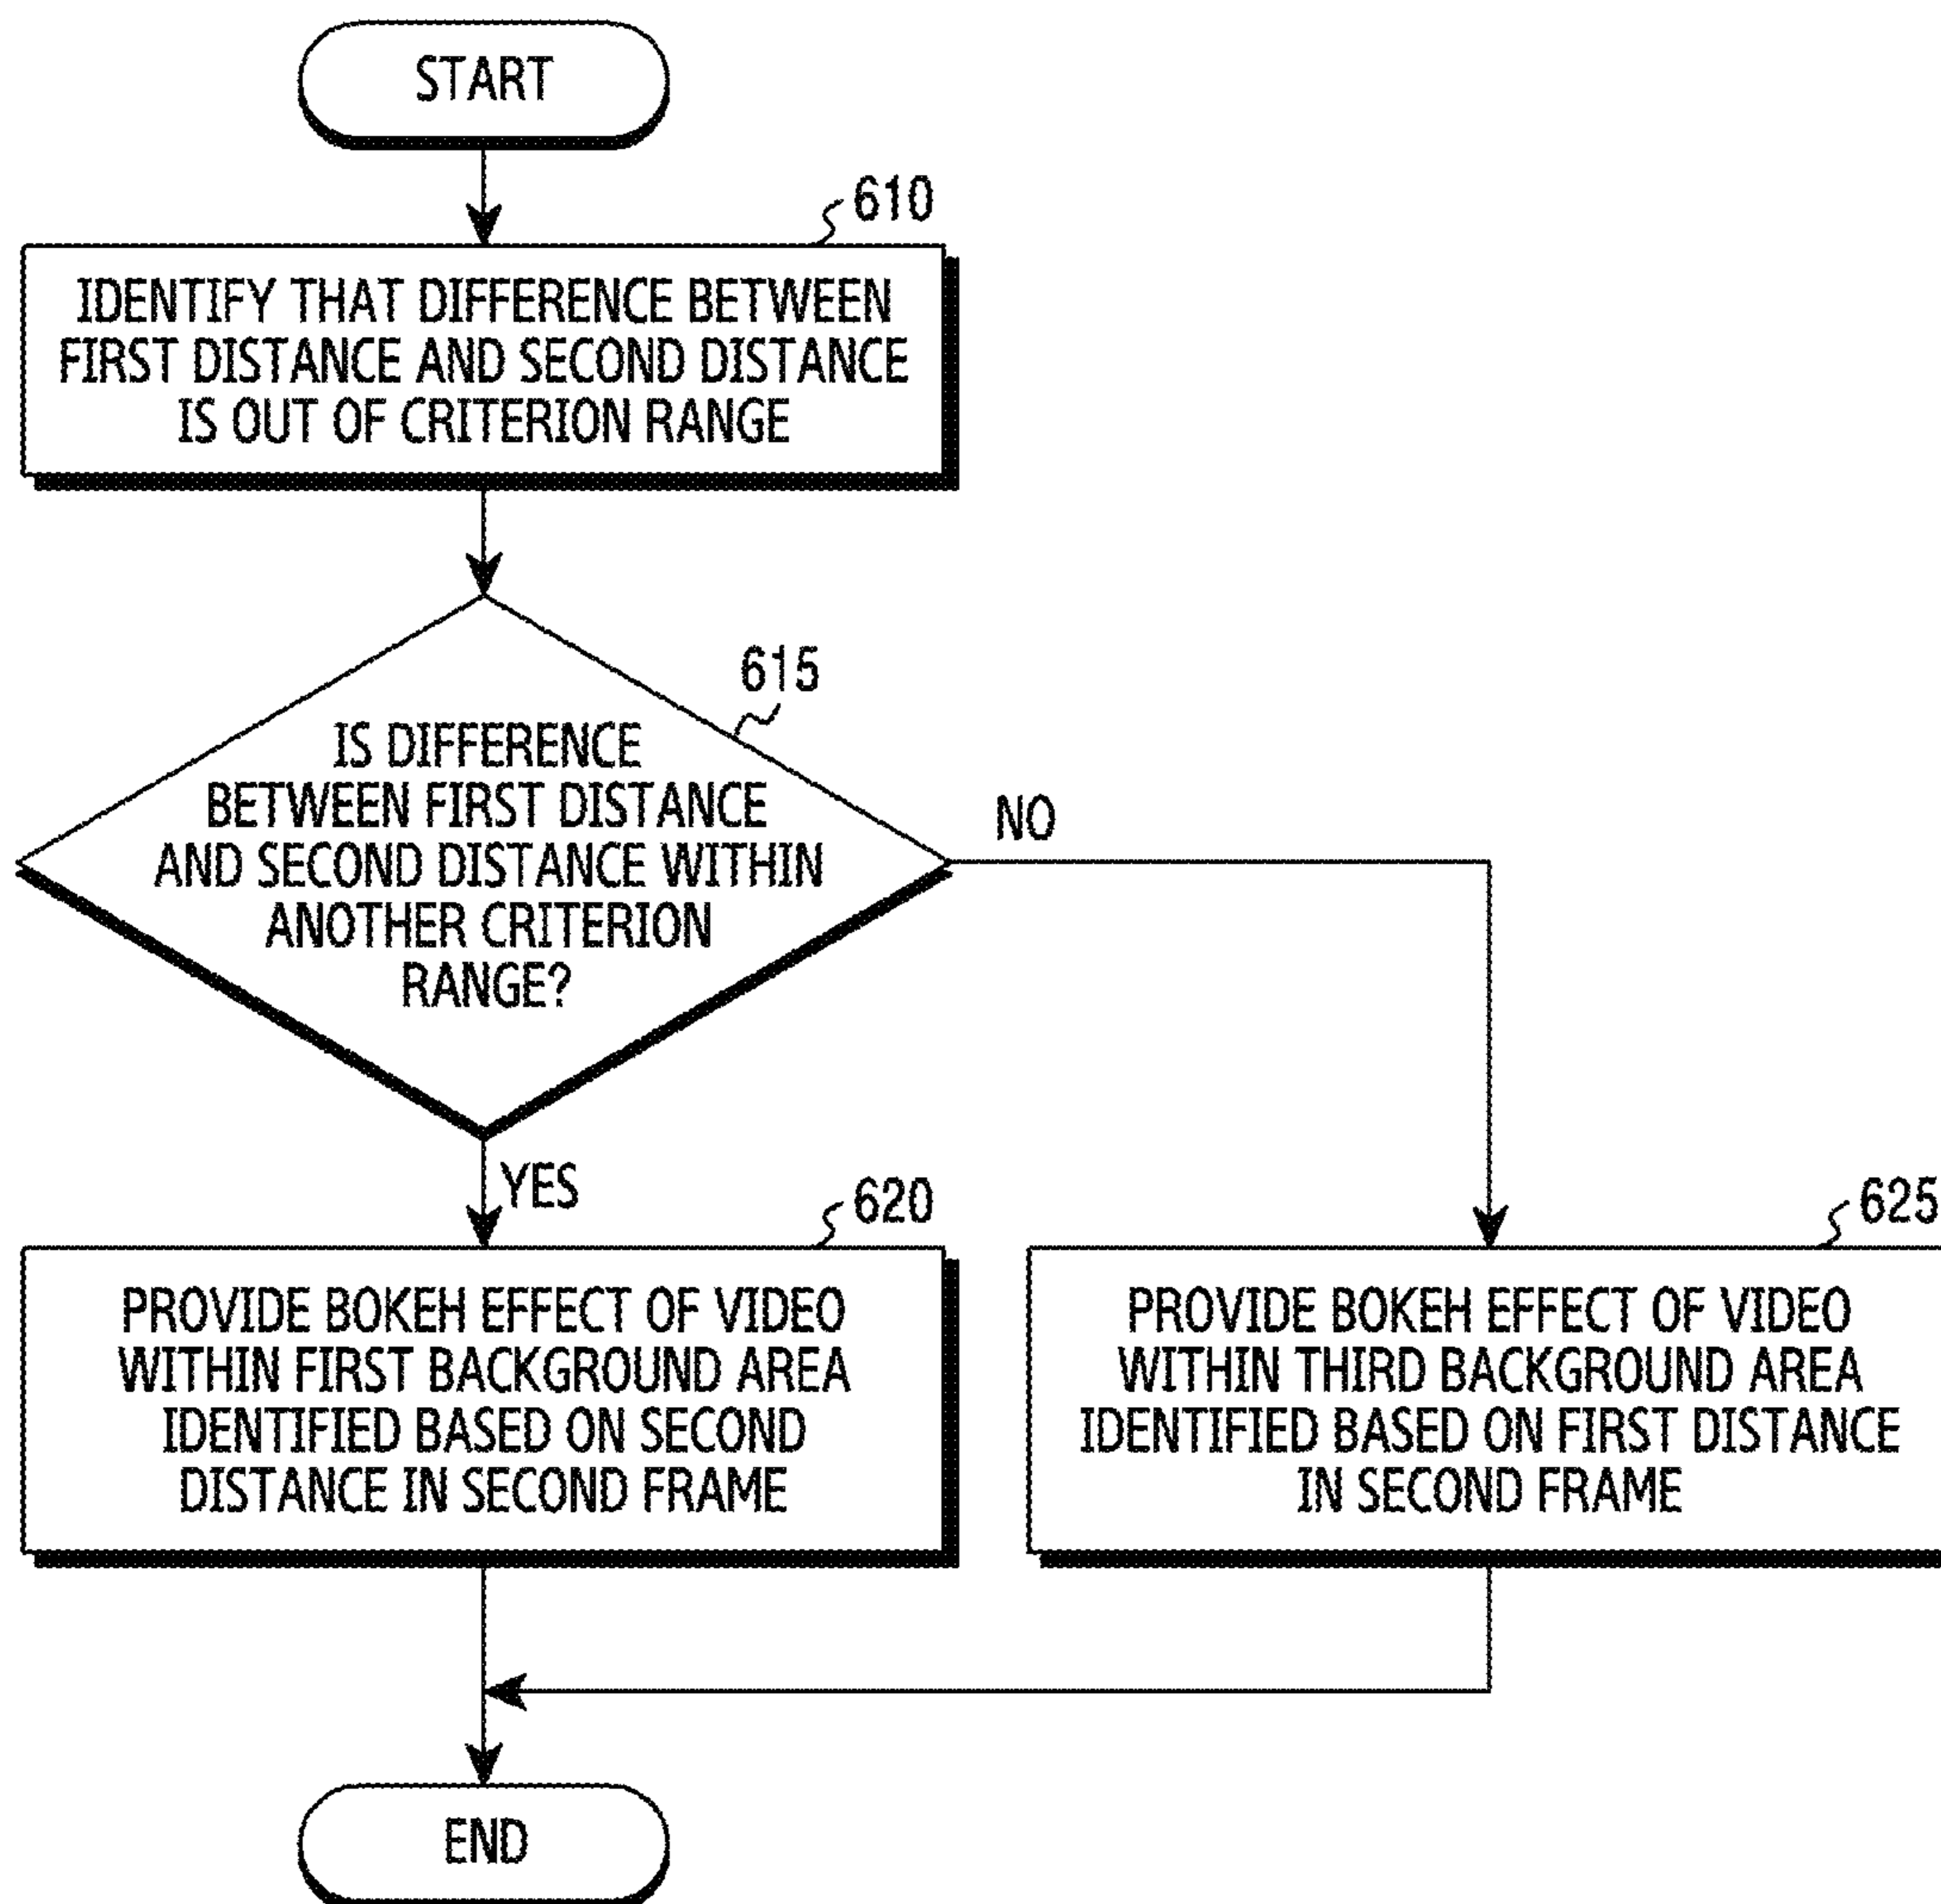 START
610
IDENTIFY THAT DIFFERENCE BETWEEN
FIRST DISTANCE AND SECOND DISTANCE
IS OUT OF CRITERION RANGE
615
IS DIFFERENCE
BETWEEN FIRST DISTANCE
AND SECOND DISTANCE WITHIN
ANOTHER CRITERION
RANGE?
NO
YES
620
PROVIDE BOKEH EFFECT OF VIDEO
WITHIN FIRST BACKGROUND AREA
IDENTIFIED BASED ON SECOND
DISTANCE IN SECOND FRAME
625
PROVIDE BOKEH EFFECT OF VIDEO
WITHIN THIRD BACKGROUND AREA
IDENTIFIED BASED ON FIRST DISTANCE
IN SECOND FRAME
END